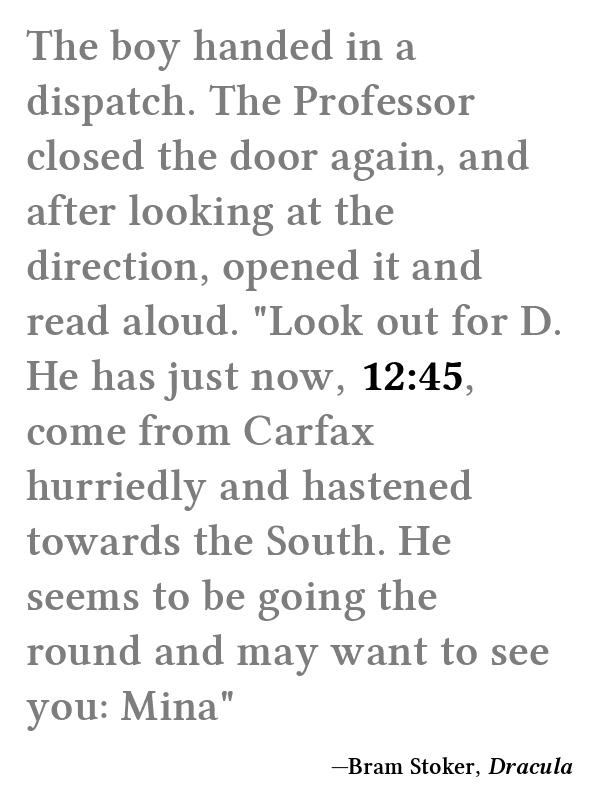 The boy handed in a
dispatch. The Professor
closed the door again, and
after looking at the
direction, opened it and
read aloud. "Look out for D.
He has just now, 12:45,
come from Carfax
hurriedly and hastened
towards the South. He
seems to be going the
round and may want to see
you: Mina"
—Bram Stoker, Dracula